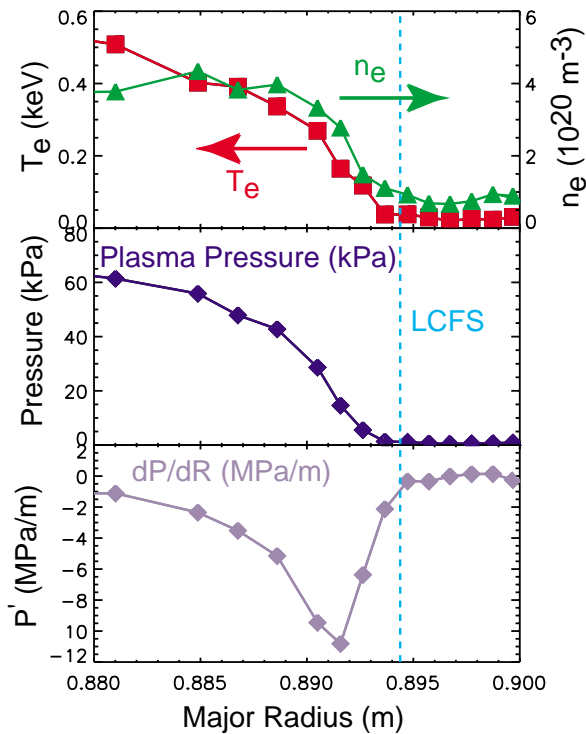 0.6
0.4
0.2
0.0
Te (keV)
ne
Te
6
4
2
0
ne (1020 m-3)
80
60
40
20
0
Pressure (kPa)
Plasma Pressure (kPa)
LCFS
2
0
−2
−4
−6
−8
10
−12
P' (MPa/m)
dP/dR (MPa/m)
0.880 0.885 0.890 0.895 0.900
Major Radius (m)